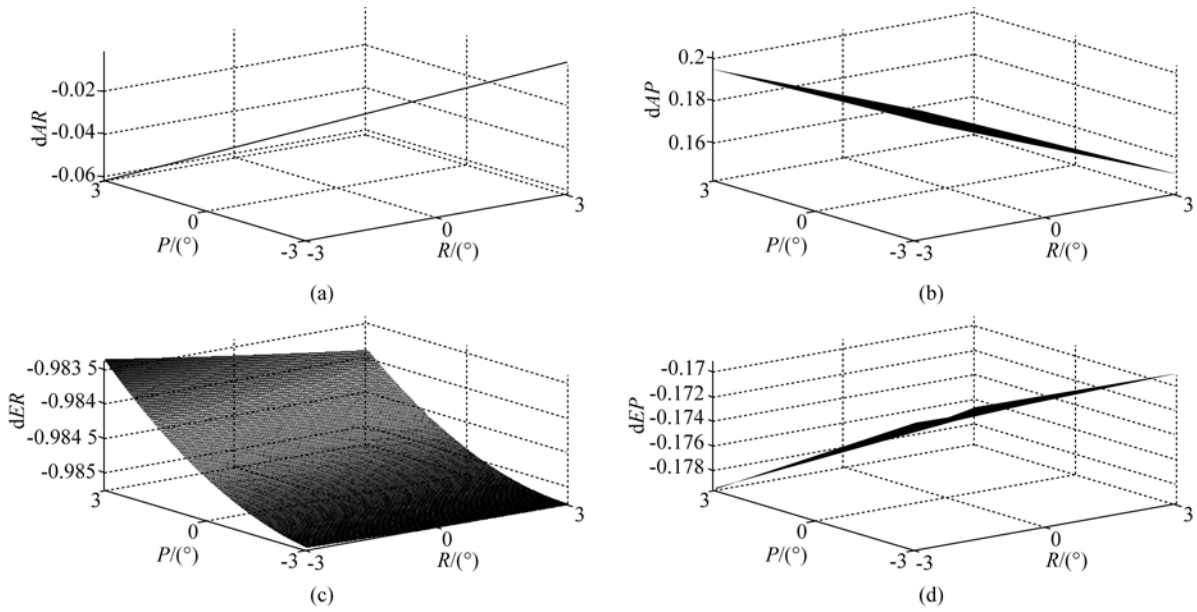 -0.02
-0.04
-0.06
dAR
3
0
-3
P/(°)
-3
0
3
R/(°)
(a)
0.2
0.18
0.16
dAP
3
0
-3
P/(°)
-3
0
3
R/(°)
(b)
-0.983 5
-0.984
-0.984 5
-0.985
dER
3
0
-3
P/(°)
-3
0
3
R/(°)
(c)
-0.17
-0.172
-0.174
-0.176
-0.178
dEP
3
0
-3
P/(°)
-3
0
3
R/(°)
(d)